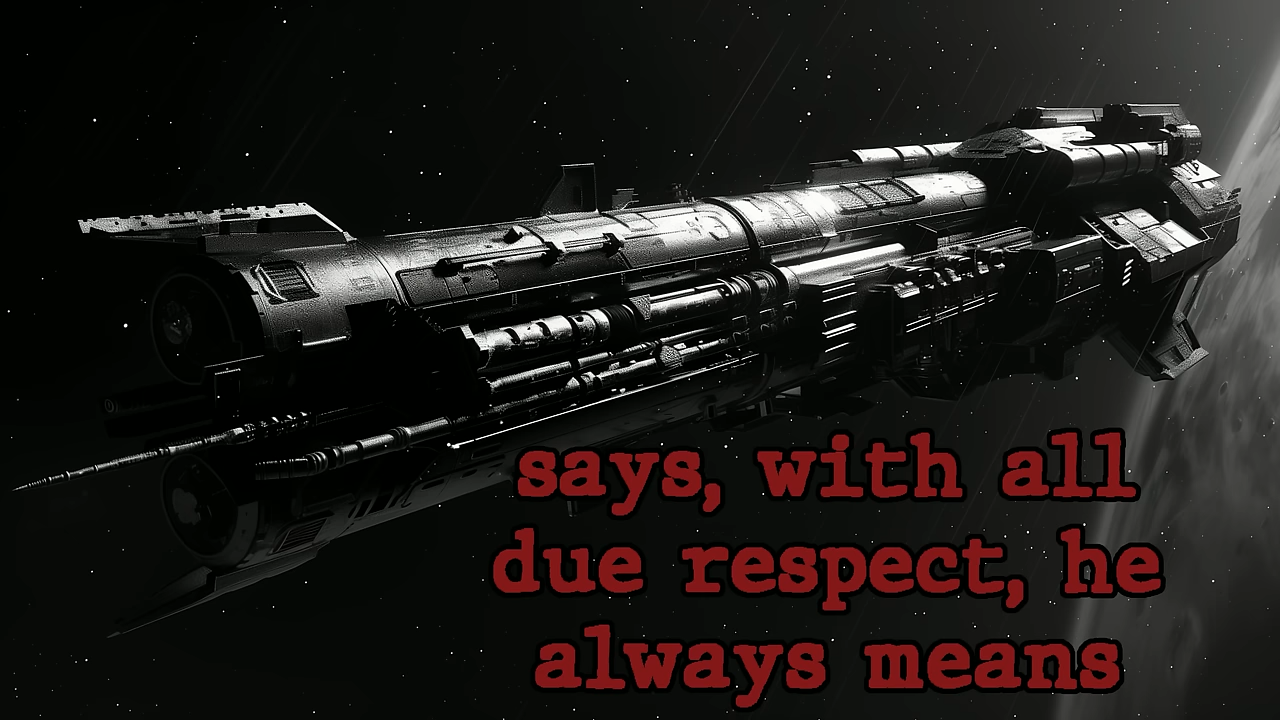 says, with all
due respect, he
always means